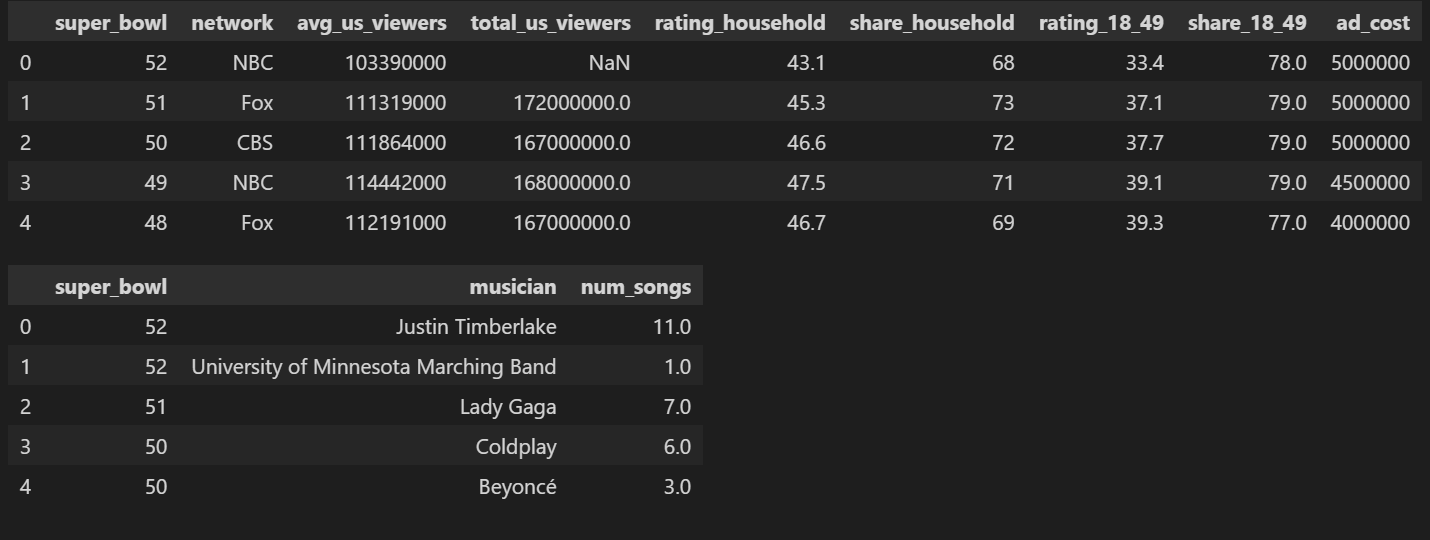 super_bowl network avg_us_viewers total_us_viewers rating_household share_household rating_18_49 share_18_49 ad_cost
0 52 NBC 103390000 NaN 43.1 68 33.4 78.0 5000000
1 51 Fox 111319000 172000000.0 45.3 73 37.1 79.0 5000000
2 50 CBS 111864000 167000000.0 46.6 72 37.7 79.0 5000000
3 49 NBC 114442000 168000000.0 47.5 71 39.1 79.0 4500000
4 48 Fox 112191000 167000000.0 46.7 69 39.3 77.0 4000000
super_bowl musician num_songs
0 52 Justin Timberlake 11.0
1 52 University of Minnesota Marching Band 1.0
2 51 Lady Gaga 7.0
3 50 Coldplay 6.0
4 50 Beyoncé 3.0